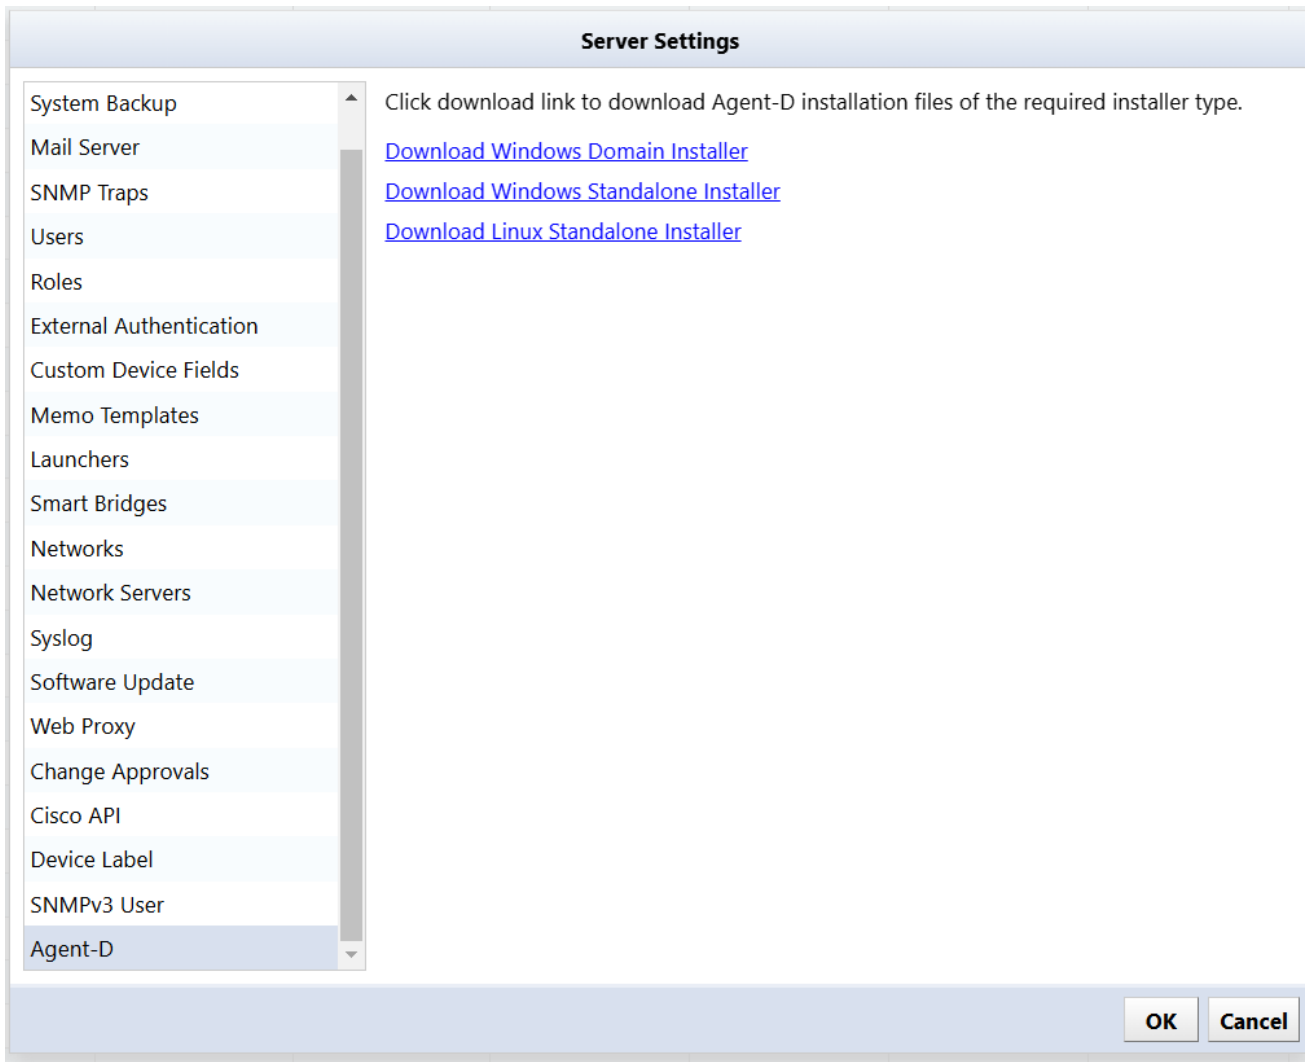 Server Settings
System Backup
Mail Server
SNMP Traps
Users
Roles
External Authentication
Custom Device Fields
Memo Templates
Launchers
Smart Bridges
Networks
Network Servers
Syslog
Software Update
Web Proxy
Change Approvals
Cisco API
Device Label
SNMPv3 User
Agent-D
Click download link to download Agent-D installation files of the required installer type.
Download Windows Domain Installer
Download Windows Standalone Installer
Download Linux Standalone Installer
OK
Cancel